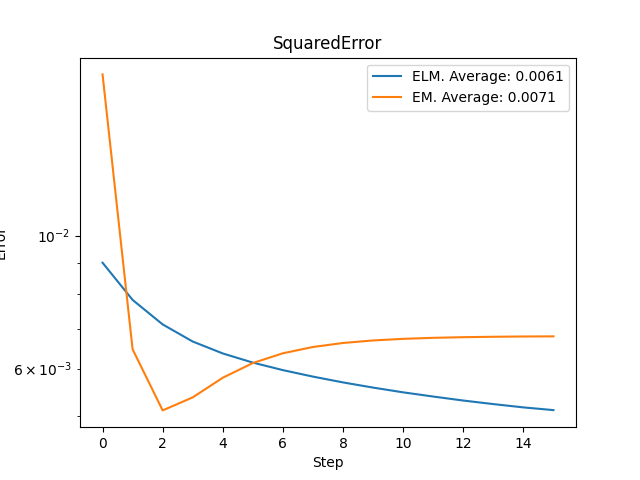 SquaredError
ELM. Average: 0.0061
EM. Average: 0.0071
10⁻²
6 × 10⁻³
0 2 4 6 8 10 12 14
Step